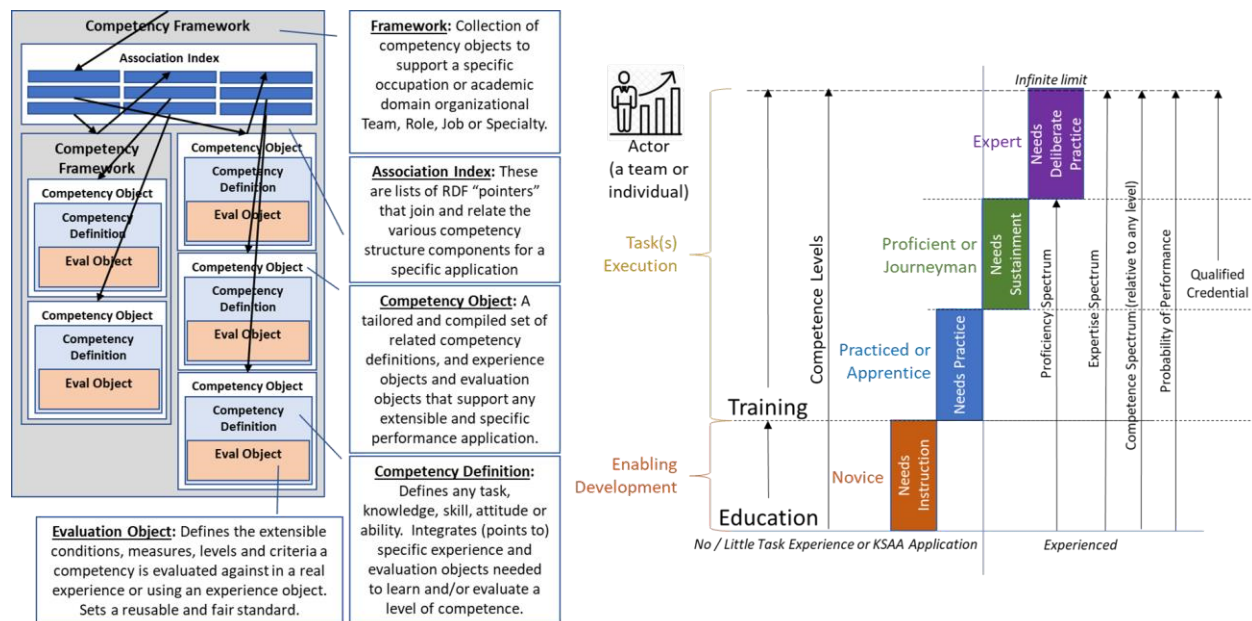 Competency Framework
Association Index
Competency
Framework
Competency Object
Competency
Definition
Eval Object
Competency Object
Competency
Definition
Eval Object
Competency Object
Competency
Definition
Eval Object
Competency Object
Competency
Definition
Eval Object
Competency Object
Competency
Definition
Eval Object
Framework: Collection of
competency objects to
support a specific
occupation or academic
domain organizational
Team, Role, Job or Specialty.
Association Index: These
are lists of RDF “pointers”
that join and relate the
various competency
structure components for a
specific application
Competency Object: A
tailored and compiled set of
related competency
definitions, and experience
objects and evaluation
objects that support any
extensible and specific
performance application.
Competency Definition:
Defines any task,
knowledge, skill, attitude or
ability. Integrates (points to)
specific experience and
evaluation objects needed
to learn and/or evaluate a
level of competence.
Evaluation Object: Defines the extensible
conditions, measures, levels and criteria a
competency is evaluated against in a real
experience or using an experience object.
Sets a reusable and fair standard.
Actor
(a team or
individual)
Task(s)
Execution
Enabling
Development
Training
Education
Competence Levels
Novice
Needs
Instruction
Practiced or
Apprentice
Needs Practice
Proficient or
Journeyman
Needs
Sustainment
Expert
Needs
Deliberate
Practice
Infinite limit
Proficiency Spectrum
Expertise Spectrum
Competence Spectrum (relative to any level)
Probability of Performance
Qualified
Credential
No / Little Task Experience or KSAA Application
Experienced